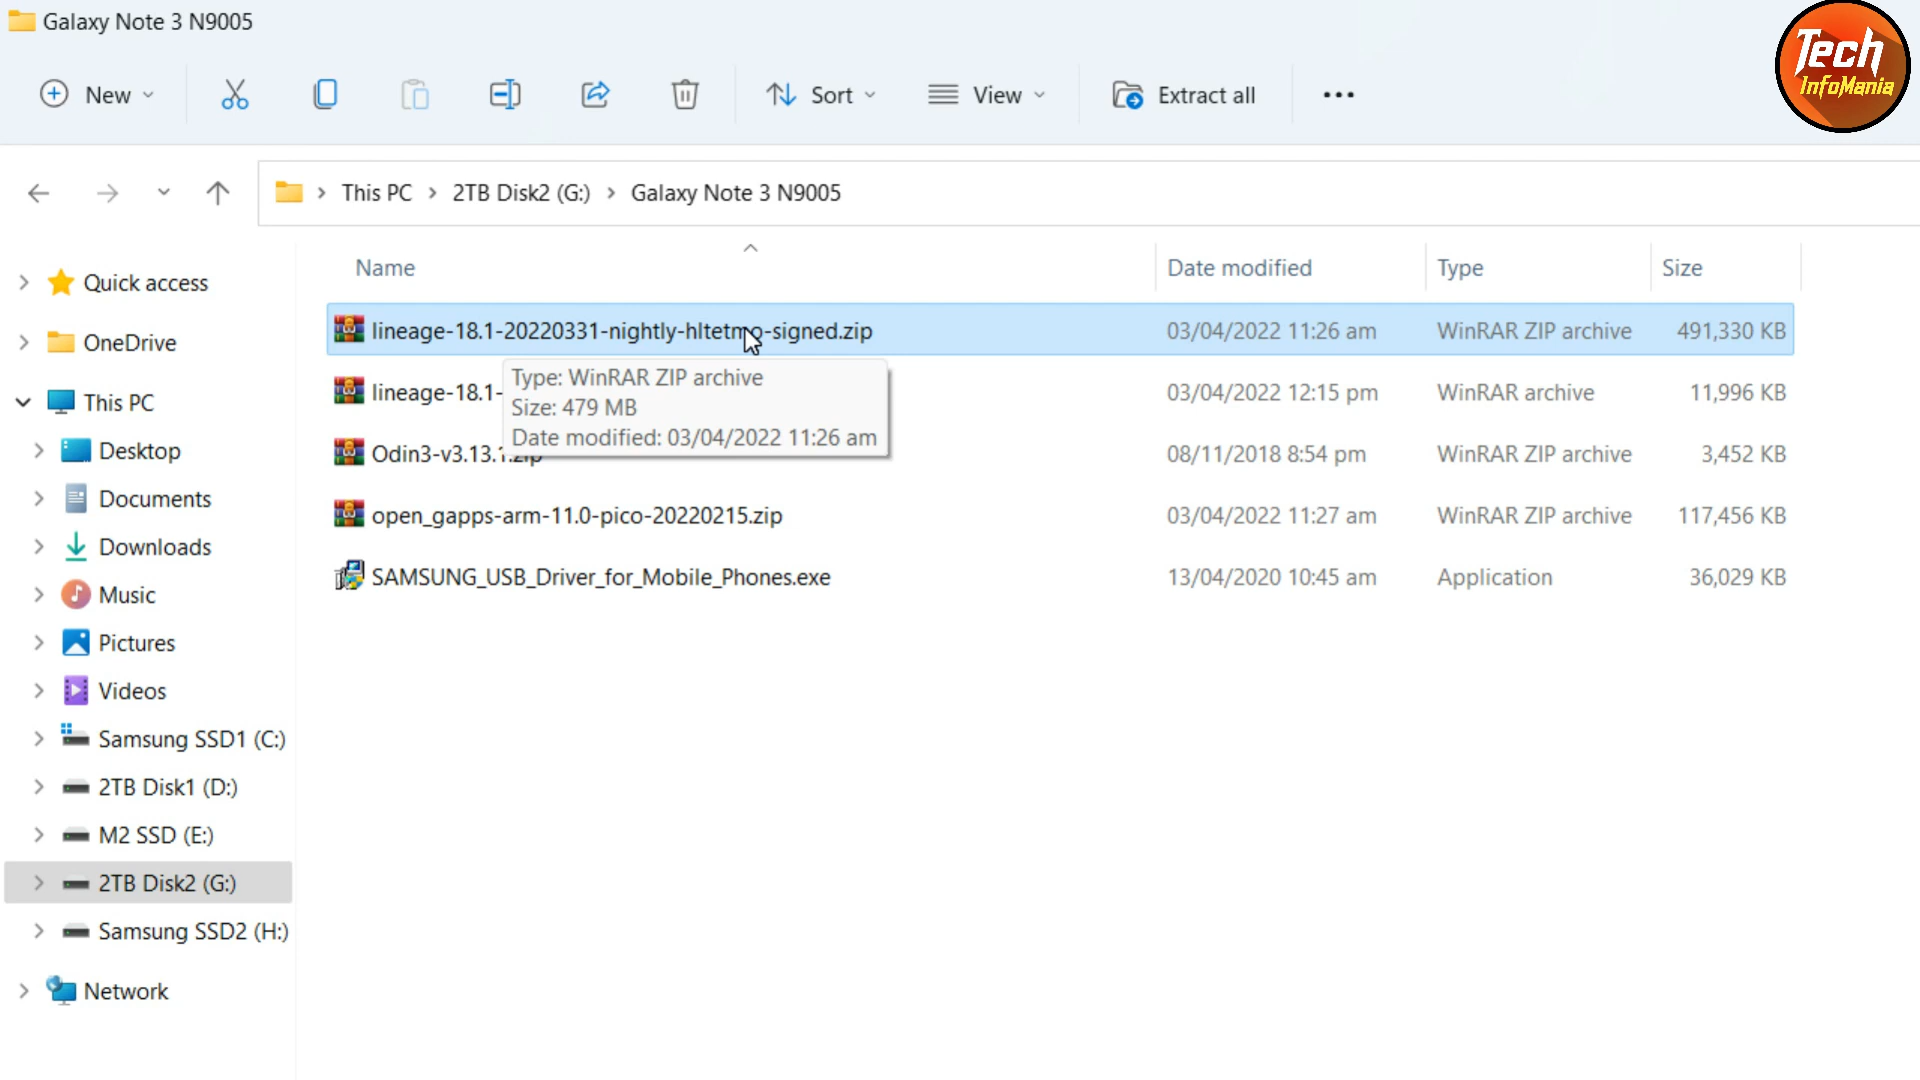 Galaxy Note 3 N9005
Tech
InfoMania
New
Sort
View
Extract all
This PC
2TB Disk2 (G:)
Galaxy Note 3 N9005
Name
Date modified
Type
Size
Quick access
OneDrive
This PC
Desktop
Documents
Downloads
Music
Pictures
Videos
Samsung SSD1 (C:)
2TB Disk1 (D:)
M2 SSD (E:)
2TB Disk2 (G:)
Samsung SSD2 (H:)
Network
lineage-18.1-20220331-nightly-hltetmo-signed.zip 03/04/2022 11:26 am WinRAR ZIP archive 491,330 KB
lineage-18.1- 03/04/2022 12:15 pm WinRAR archive 11,996 KB
Odin3-v3.13.1.zip 08/11/2018 8:54 pm WinRAR ZIP archive 3,452 KB
open_gapps-arm-11.0-pico-20220215.zip 03/04/2022 11:27 am WinRAR ZIP archive 117,456 KB
SAMSUNG_USB_Driver_for_Mobile_Phones.exe 13/04/2020 10:45 am Application 36,029 KB
Type: WinRAR ZIP archive
Size: 479 MB
Date modified: 03/04/2022 11:26 am